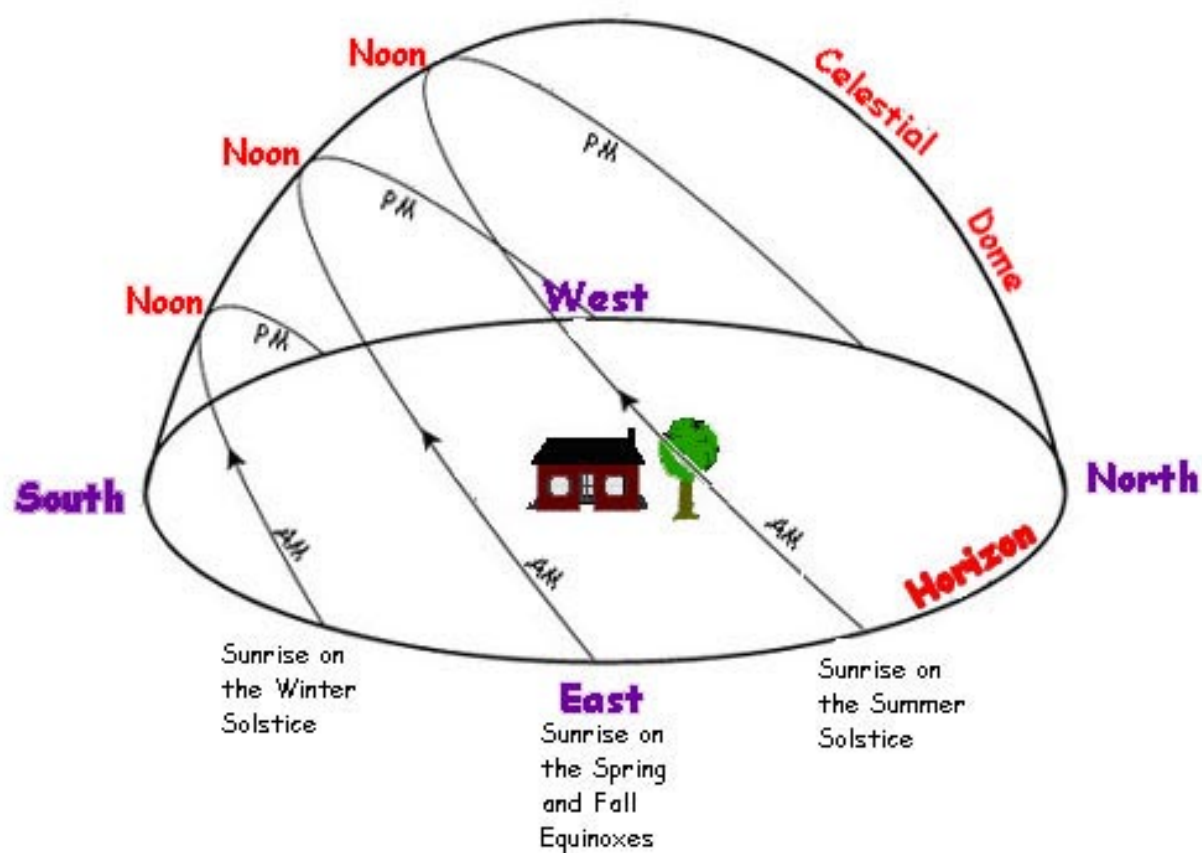 Noon
Celestial
PM
Noon
PM
Dome
Noon
West
PM
South
North
AM
AM
AM
Horizon
Sunrise on
the Winter
Solstice
East
Sunrise on
the Spring
and Fall
Equinoxes
Sunrise on
the Summer
Solstice